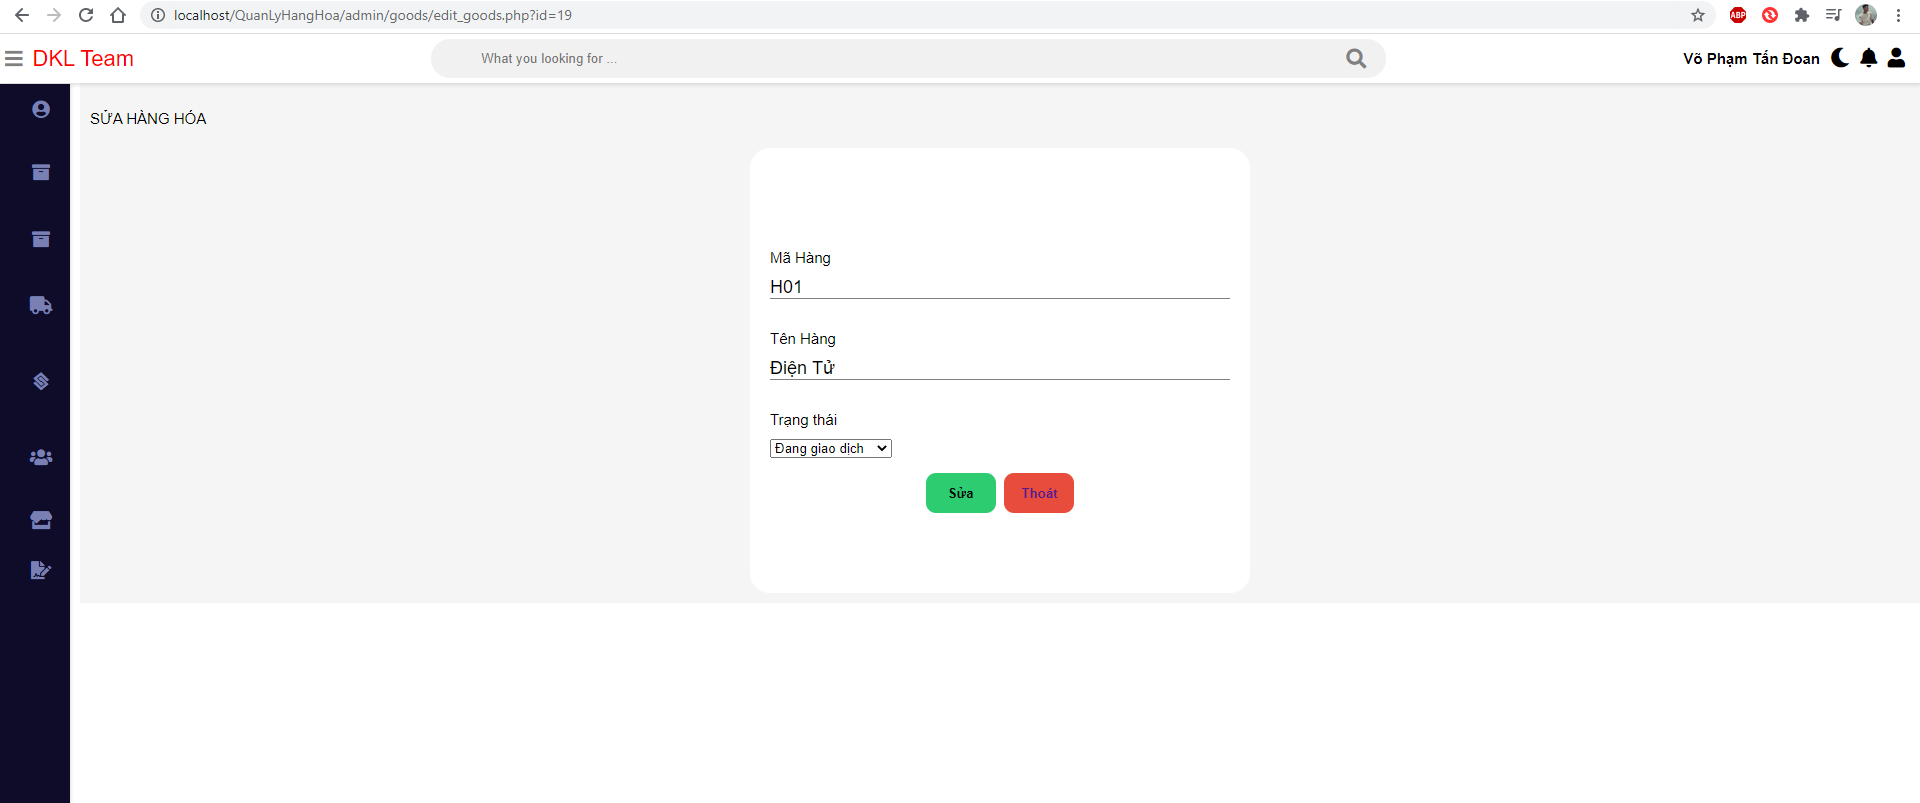 localhost/QuanLyHangHoa/admin/goods/edit_goods.php?id=19
ABP
DKL Team
What you looking for ...
Võ Phạm Tấn Đoan
SỬA HÀNG HÓA
Mã Hàng
H01
Tên Hàng
Điện Tử
Trạng thái
Đang giao dịch
Sửa Thoát